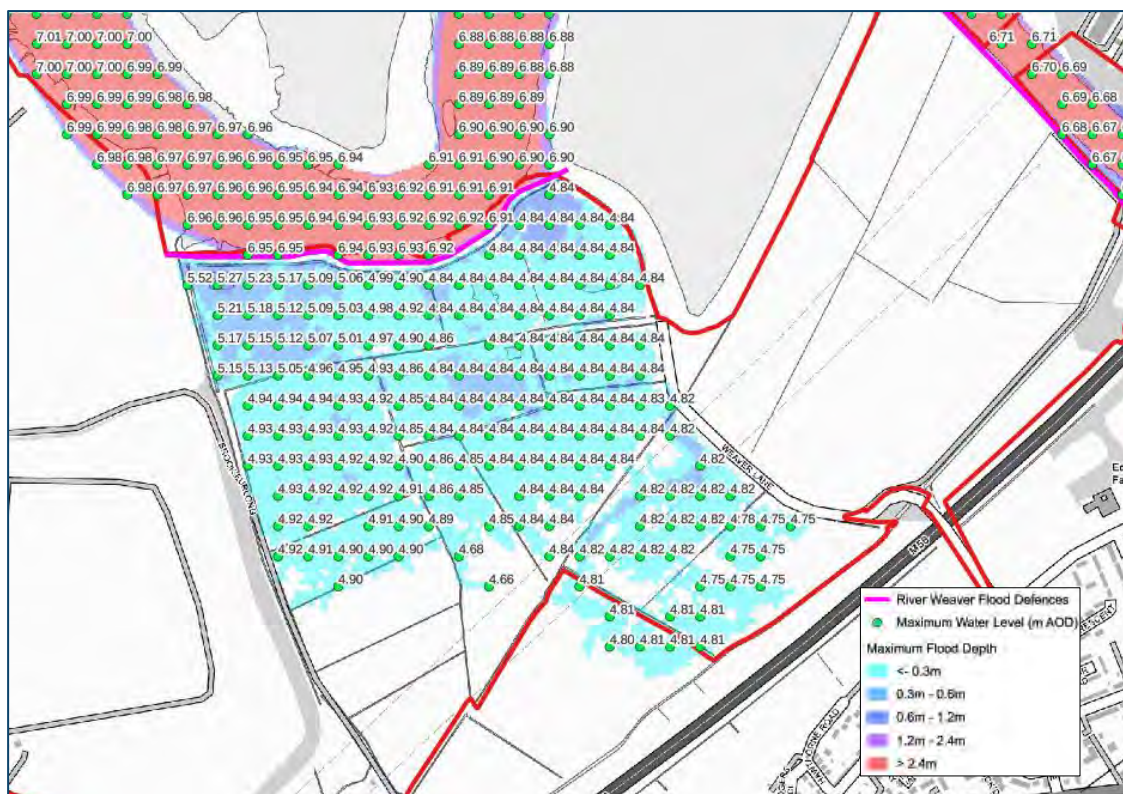 7.01 7.00 7.00 7.00 6.88 6.88 6.88 6.88 6.71 6.71
7.00 7.00 7.00 6.99 6.99 6.89 6.88 6.88 6.88 6.70 6.69
6.99 6.99 6.99 6.98 6.98 6.89 6.89 6.89 6.69 6.68
6.99 6.99 6.98 6.98 6.97 6.97 6.96 6.90 6.90 6.90 6.90 6.68 6.67
6.98 6.98 6.97 6.97 6.96 6.96 6.95 6.95 6.94 6.91 6.91 6.90 6.90 6.90 6.67
6.98 6.97 6.97 6.96 6.96 6.95 6.94 6.94 6.93 6.92 6.91 6.91 6.91 4.84
6.96 6.96 6.95 6.95 6.94 6.94 6.93 6.92 6.92 6.92 6.91 4.84 4.84 4.84 4.84
6.95 6.95 6.94 6.93 6.93 6.92 4.84 4.84 4.84 4.84 4.84
5.52 5.27 5.23 5.17 5.09 5.06 4.99 4.90 4.84 4.84 4.84 4.84 4.84 4.84 4.84 4.84
5.21 5.18 5.12 5.09 5.03 4.98 4.92 4.84 4.84 4.84 4.84 4.84 4.84 4.84
5.17 5.15 5.12 5.07 5.01 4.97 4.90 4.86 4.84 4.84 4.84 4.84 4.84 4.84
5.15 5.13 5.05 4.96 4.95 4.93 4.86 4.84 4.84 4.84 4.84 4.84 4.84 4.84 4.84
4.94 4.94 4.94 4.93 4.92 4.85 4.84 4.84 4.84 4.84 4.84 4.84 4.84 4.83 4.82
4.93 4.93 4.93 4.93 4.92 4.85 4.84 4.84 4.84 4.84 4.84 4.84 4.84 4.84 4.82
4.93 4.93 4.93 4.92 4.92 4.90 4.86 4.85 4.84 4.84 4.84 4.84 4.84 4.82
WEAVER LANE
BROOK FURLONG
4.93 4.92 4.92 4.92 4.91 4.86 4.85 4.84 4.84 4.84 4.82 4.82 4.82 4.82
4.92 4.92 4.91 4.90 4.89 4.85 4.84 4.84 4.82 4.82 4.82 4.78 4.75 4.75
4.92 4.91 4.90 4.90 4.90 4.68 4.84 4.82 4.82 4.82 4.82 4.75 4.75
4.90 4.66 4.81 4.75 4.75 4.75
4.81 4.81 4.81
4.80 4.81 4.81 4.81
M56
River Weaver Flood Defences
Maximum Water Level (m AOD)
Maximum Flood Depth
<- 0.3m
0.3m - 0.6m
0.6m - 1.2m
1.2m - 2.4m
> 2.4m